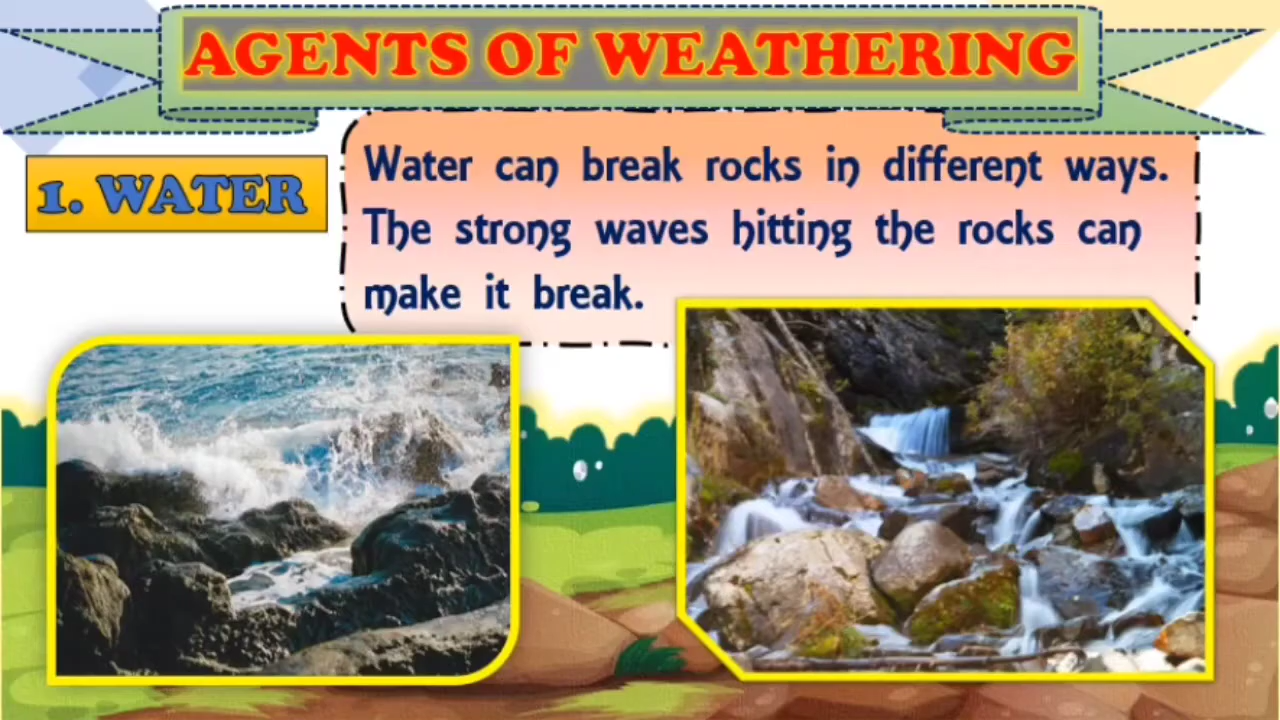 AGENTS OF WEATHERING
1. WATER
Water can break rocks in different ways.
The strong waves hitting the rocks can
make it break.